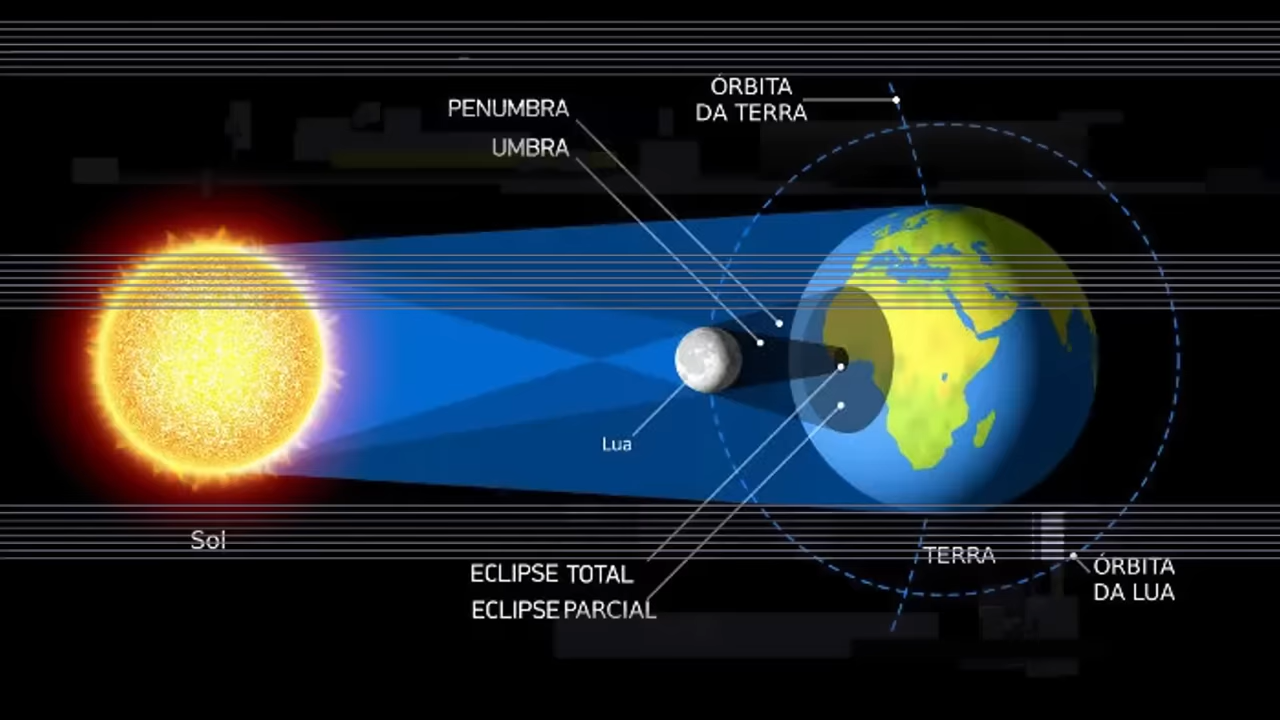 ÓRBITA
DA TERRA
PENUMBRA
UMBRA
Lua
Sol
TERRA
ÓRBITA
DA LUA
ECLIPSE TOTAL
ECLIPSE PARCIAL